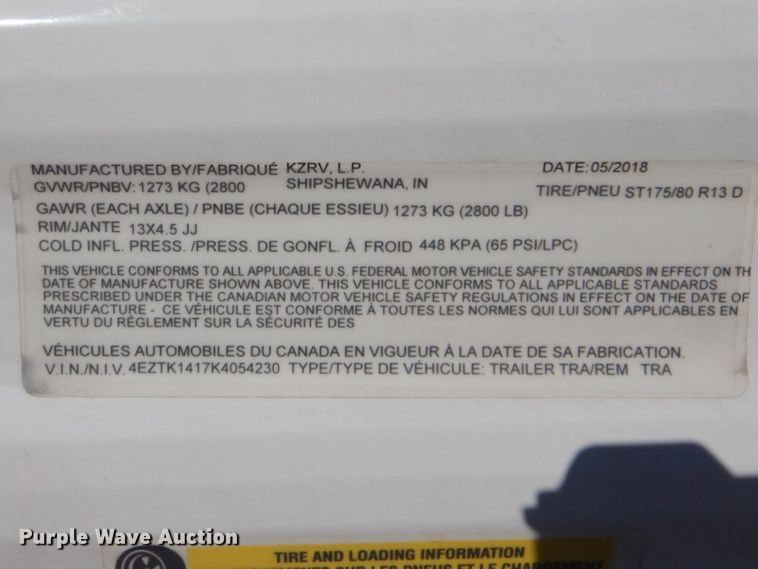 MANUFACTURED BY/FABRIQUÉ KZRV, L.P. DATE: 05/2018
GVWR/PNBV: 1273 KG (2800 SHIPSHEWANA, IN TIRE/PNEU ST175/80 R13 D
GAWR (EACH AXLE) / PNBE (CHAQUE ESSIEU) 1273 KG (2800 LB)
RIM/JANTE 13X4.5 JJ
COLD INFL. PRESS. /PRESS. DE GONFL. À FROID 448 KPA (65 PSI/LPC)
THIS VEHICLE CONFORMS TO ALL APPLICABLE U.S. FEDERAL MOTOR VEHICLE SAFETY STANDARDS IN EFFECT ON TH
DATE OF MANUFACTURE SHOWN ABOVE. THIS VEHICLE CONFORMS TO ALL APPLICABLE STANDARDS
PRESCRIBED UNDER THE CANADIAN MOTOR VEHICLE SAFETY REGULATIONS IN EFFECT ON THE DATE OF
MANUFACTURE - CE VÉHICULE EST CONFORME À TOUTES LES NORMES QUI LUI SONT APPLICABLES EN
VERTU DU RÉGLEMENT SUR LA SÉCURITÉ DES
VÉHICULES AUTOMOBILES DU CANADA EN VIGUEUR À LA DATE DE SA FABRICATION.
V.I.N./N.I.V. 4EZTK1417K4054230 TYPE/TYPE DE VÉHICULE: TRAILER TRA/REM TRA
Purple Wave Auction
TIRE AND LOADING INFORMATION
SUR LES PNEUS ET LE CHARGEMENT